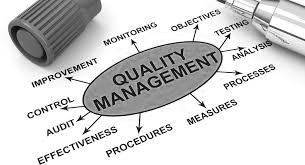 OBJECTIVES
MONITORING
TESTING
IMPROVEMENT
ANALYSIS
QUALITY
MANAGEMENT
CONTROL
PROCESSES
AUDIT
MEASURES
EFFECTIVENESS
PROCEDURES